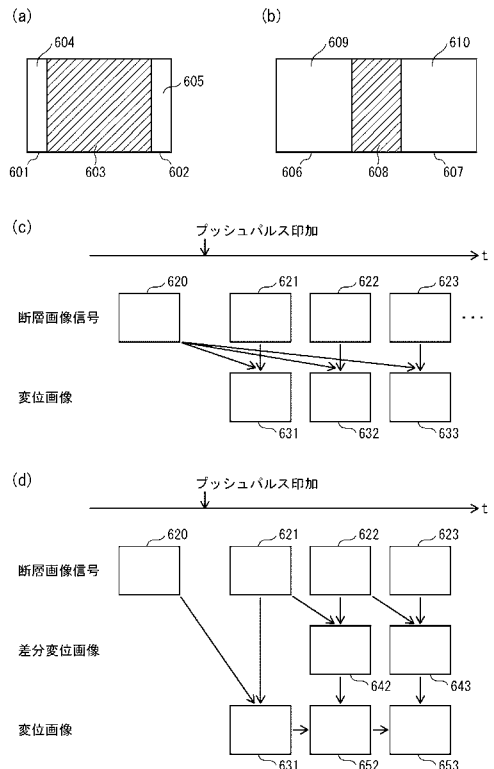 (a)
604
605
601
603
602
(b)
609
610
606
608
607
(c)
プッシュパルス印加
t
620
621
622
623
断層画像信号
...
変位画像
631
632
633
(d)
プッシュパルス印加
t
620
621
622
623
断層画像信号
差分変位画像
642
643
変位画像
631
652
653